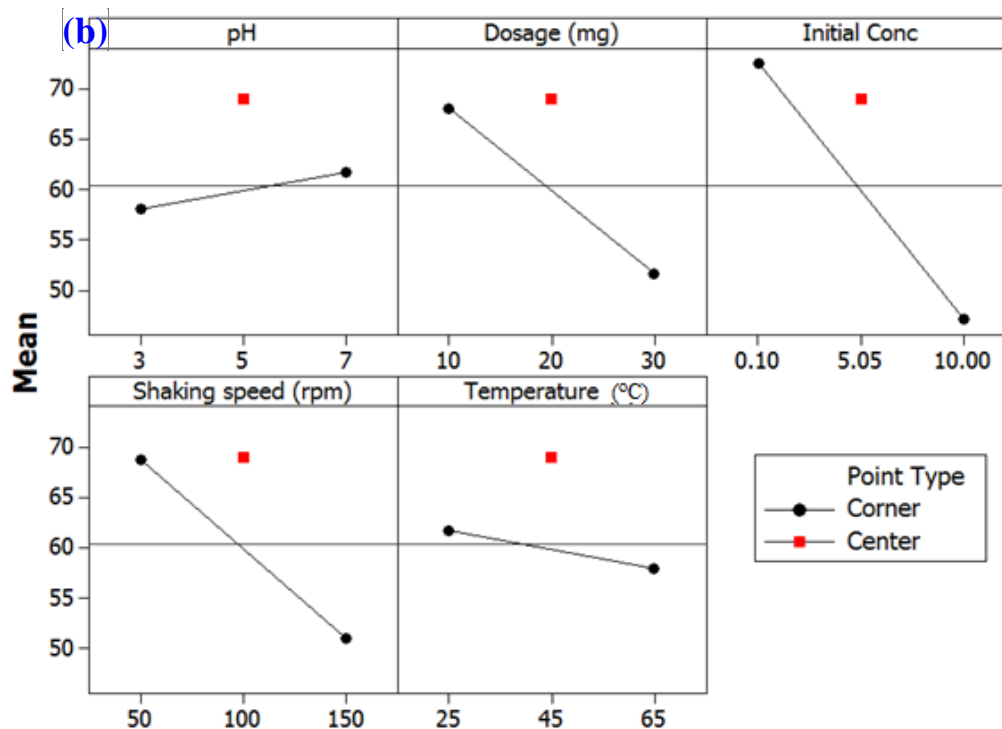 (b)
pH Dosage (mg) Initial Conc
70
65
60
55
50
3 5 7 10 20 30 0.10 5.05 10.00
Mean
Shaking speed (rpm) Temperature (°C)
70
65
60
55
50
50 100 150 25 45 65
Point Type
Corner
Center